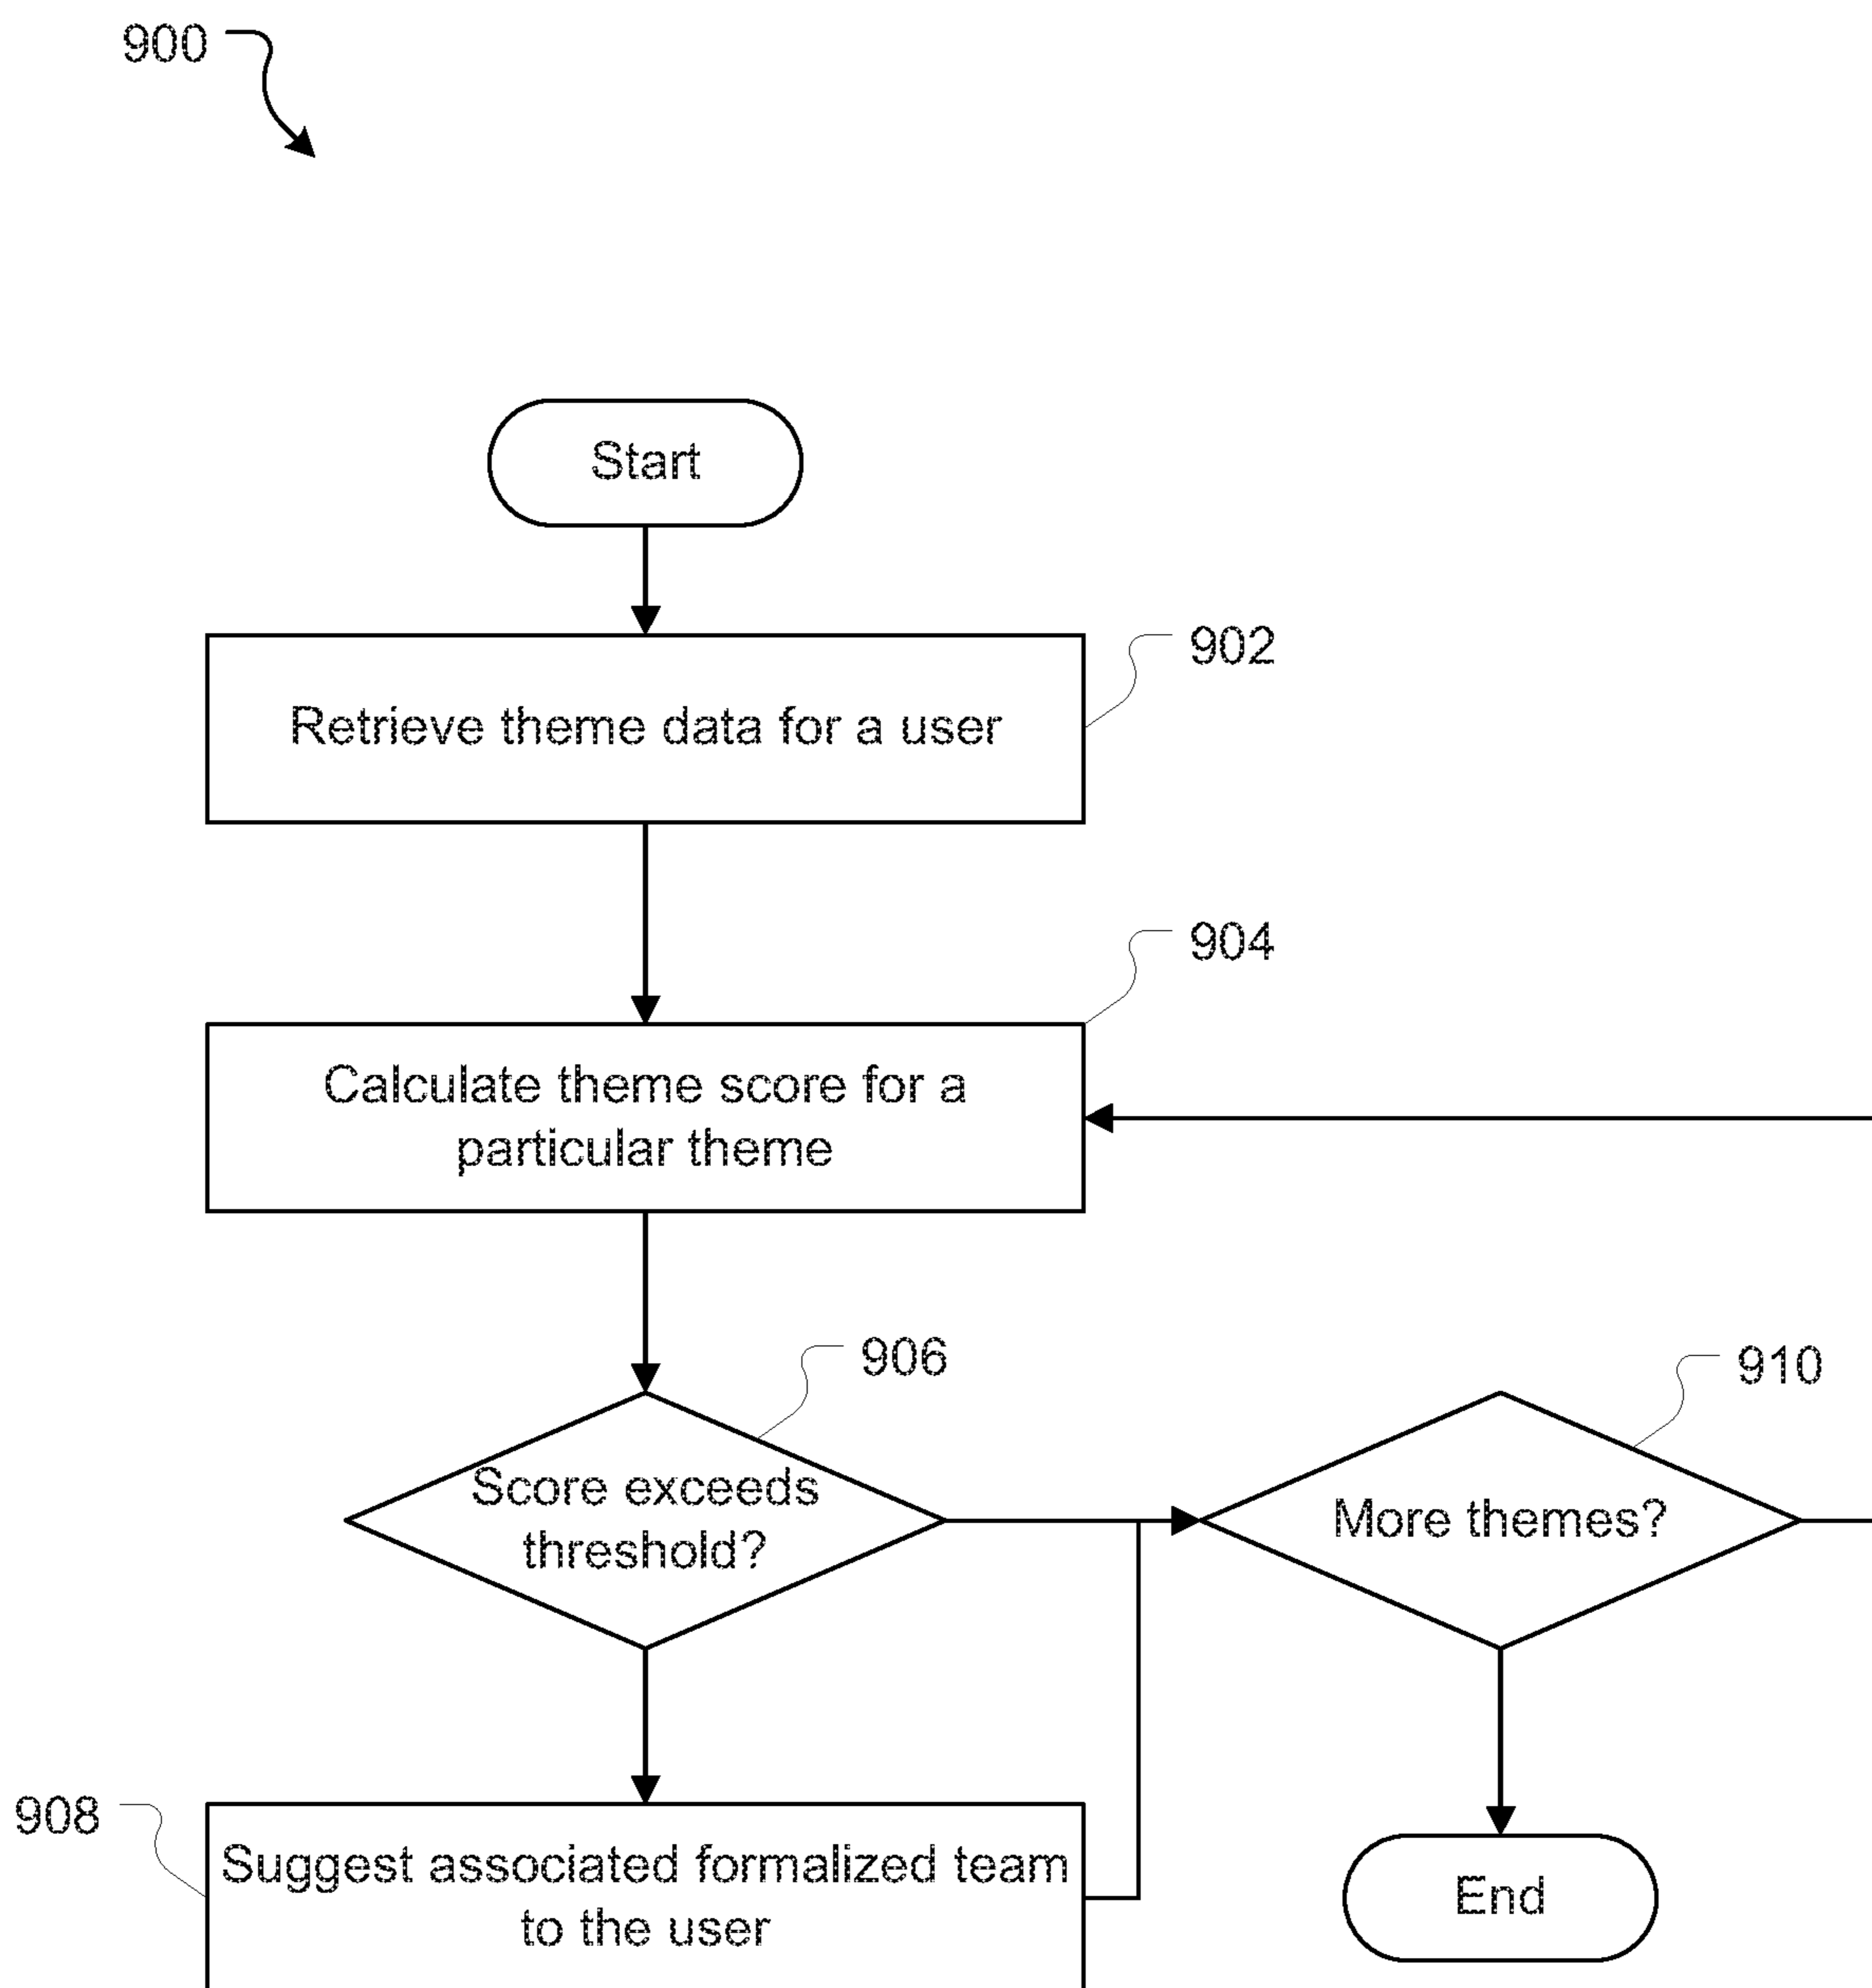 900
Start
902
Retrieve theme data for a user
904
Calculate theme score for a
particular theme
906
Score exceeds
threshold?
910
More themes?
908
Suggest associated formalized team
to the user
End